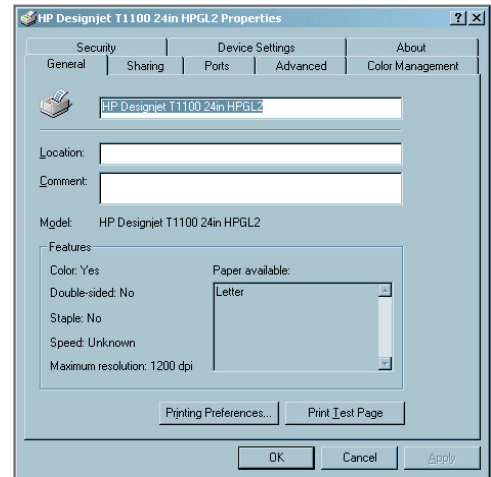 HP Designjet T1100 24in HPGL2 Properties
Security Device Settings About
General Sharing Ports Advanced Color Management
HP Designjet T1100 24in HPGL2
Location:
Comment:
Model: HP Designjet T1100 24in HPGL2
Features
Color: Yes Paper available:
Double-sided: No Letter
Staple: No
Speed: Unknown
Maximum resolution: 1200 dpi
Printing Preferences... Print Test Page
OK Cancel Apply